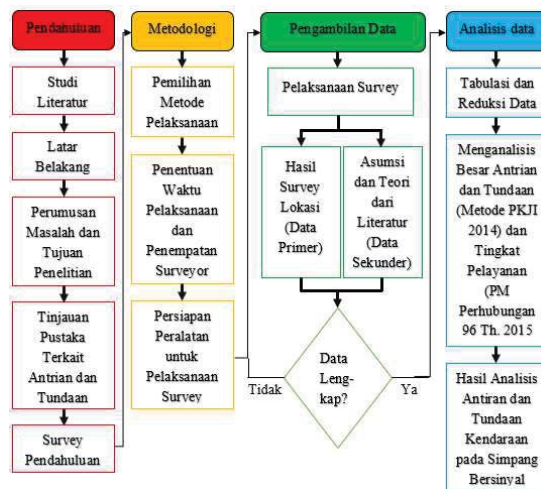 Pendahutuan
Studi
Literatur
Latar
Belakang
Perumusan
Masalah dan
Tujuan
Penelitian
Tinjauan
Pustaka
Terkait
Antrian dan
Tundaan
Survey
Pendahuluan
Metodologi
Pemilihan
Metode
Pelaksanaan
Penentuan
Waktu
Pelaksanaan
dan
Penempatan
Surveyor
Persiapan
Peralatan
untuk
Pelaksanaan
Survey
Pengambilan Data
Pelaksanaan Survey
Hasil
Survey
Lokasi
(Data
Primer)
Asumsi
dan Teori
dari
Literatur
(Data
Sekunder)
Data
Leng-
kap?
Tidak
Ya
Analisis data
Tabulasi dan
Reduksi Data
Menganalisis
Besar Antrian
dan Tundaan
(Metode PKJI
2014) dan
Tingkat
Pelayanan
(PM
Perhubungan
96 Th. 2015
Hasil Analisis
Antiran dan
Tundaan
Kendaraan
pada Simpang
Bersinyal